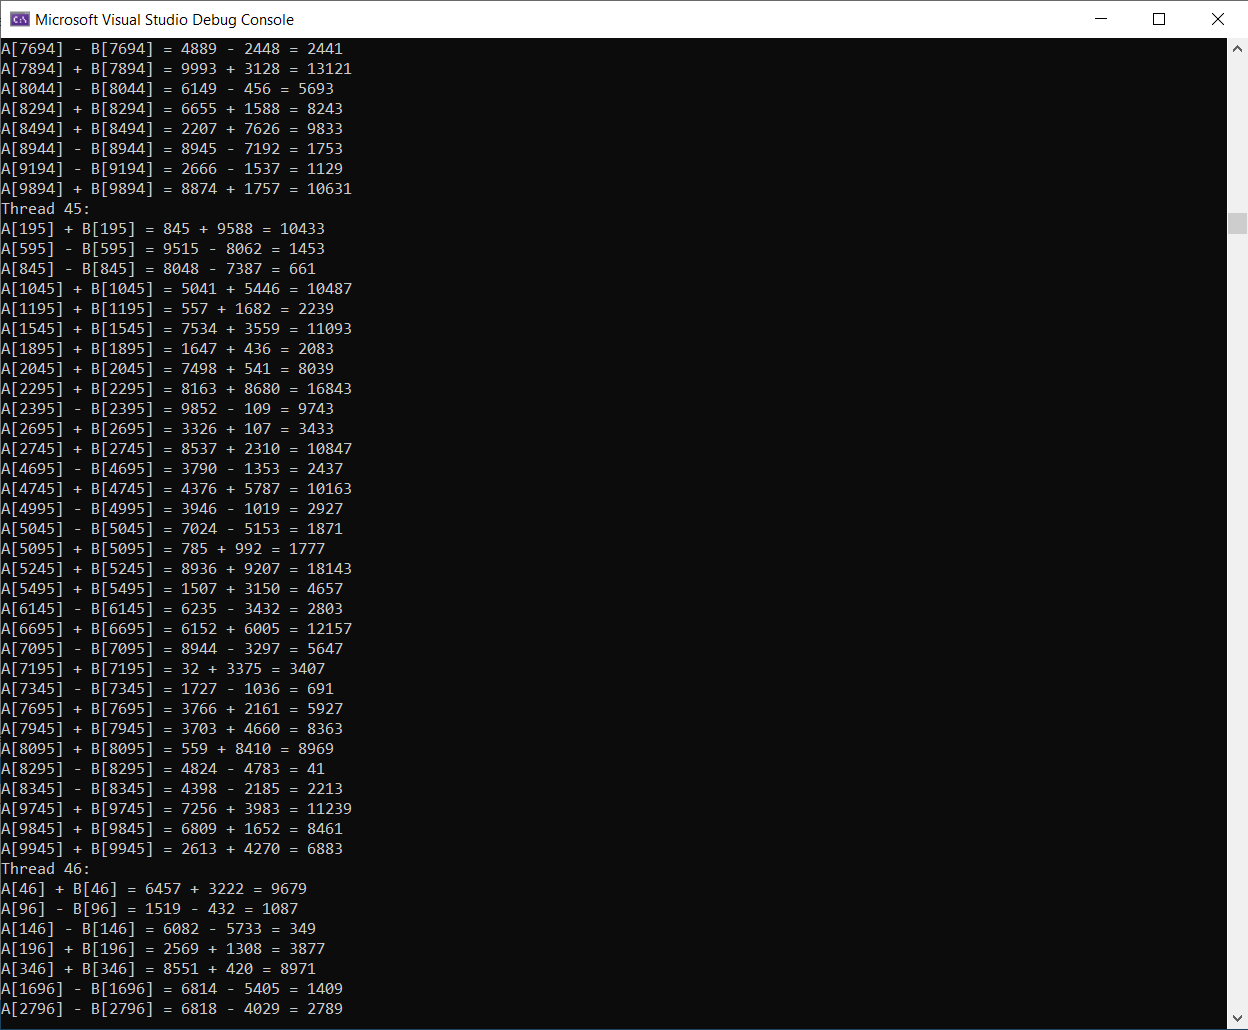 Microsoft Visual Studio Debug Console
A[7694] - B[7694] = 4889 - 2448 = 2441
A[7894] + B[7894] = 9993 + 3128 = 13121
A[8044] - B[8044] = 6149 - 456 = 5693
A[8294] + B[8294] = 6655 + 1588 = 8243
A[8494] + B[8494] = 2207 + 7626 = 9833
A[8944] - B[8944] = 8945 - 7192 = 1753
A[9194] - B[9194] = 2666 - 1537 = 1129
A[9894] + B[9894] = 8874 + 1757 = 10631
Thread 45:
A[195] + B[195] = 845 + 9588 = 10433
A[595] - B[595] = 9515 - 8062 = 1453
A[845] - B[845] = 8048 - 7387 = 661
A[1045] + B[1045] = 5041 + 5446 = 10487
A[1195] + B[1195] = 557 + 1682 = 2239
A[1545] + B[1545] = 7534 + 3559 = 11093
A[1895] + B[1895] = 1647 + 436 = 2083
A[2045] + B[2045] = 7498 + 541 = 8039
A[2295] + B[2295] = 8163 + 8680 = 16843
A[2395] - B[2395] = 9852 - 109 = 9743
A[2695] + B[2695] = 3326 + 107 = 3433
A[2745] + B[2745] = 8537 + 2310 = 10847
A[4695] - B[4695] = 3790 - 1353 = 2437
A[4745] + B[4745] = 4376 + 5787 = 10163
A[4995] - B[4995] = 3946 - 1019 = 2927
A[5045] - B[5045] = 7024 - 5153 = 1871
A[5095] + B[5095] = 785 + 992 = 1777
A[5245] + B[5245] = 8936 + 9207 = 18143
A[5495] + B[5495] = 1507 + 3150 = 4657
A[6145] - B[6145] = 6235 - 3432 = 2803
A[6695] + B[6695] = 6152 + 6005 = 12157
A[7095] - B[7095] = 8944 - 3297 = 5647
A[7195] + B[7195] = 32 + 3375 = 3407
A[7345] - B[7345] = 1727 - 1036 = 691
A[7695] + B[7695] = 3766 + 2161 = 5927
A[7945] + B[7945] = 3703 + 4660 = 8363
A[8095] + B[8095] = 559 + 8410 = 8969
A[8295] - B[8295] = 4824 - 4783 = 41
A[8345] - B[8345] = 4398 - 2185 = 2213
A[9745] + B[9745] = 7256 + 3983 = 11239
A[9845] + B[9845] = 6809 + 1652 = 8461
A[9945] + B[9945] = 2613 + 4270 = 6883
Thread 46:
A[46] + B[46] = 6457 + 3222 = 9679
A[96] - B[96] = 1519 - 432 = 1087
A[146] - B[146] = 6082 - 5733 = 349
A[196] + B[196] = 2569 + 1308 = 3877
A[346] + B[346] = 8551 + 420 = 8971
A[1696] - B[1696] = 6814 - 5405 = 1409
A[2796] - B[2796] = 6818 - 4029 = 2789